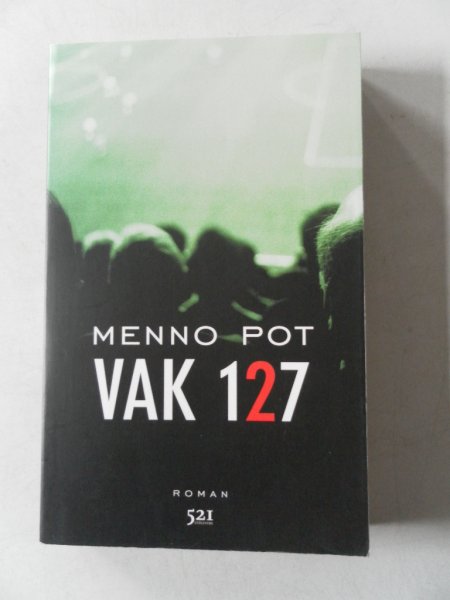 MENNO POT
VAK 127
ROMAN
521